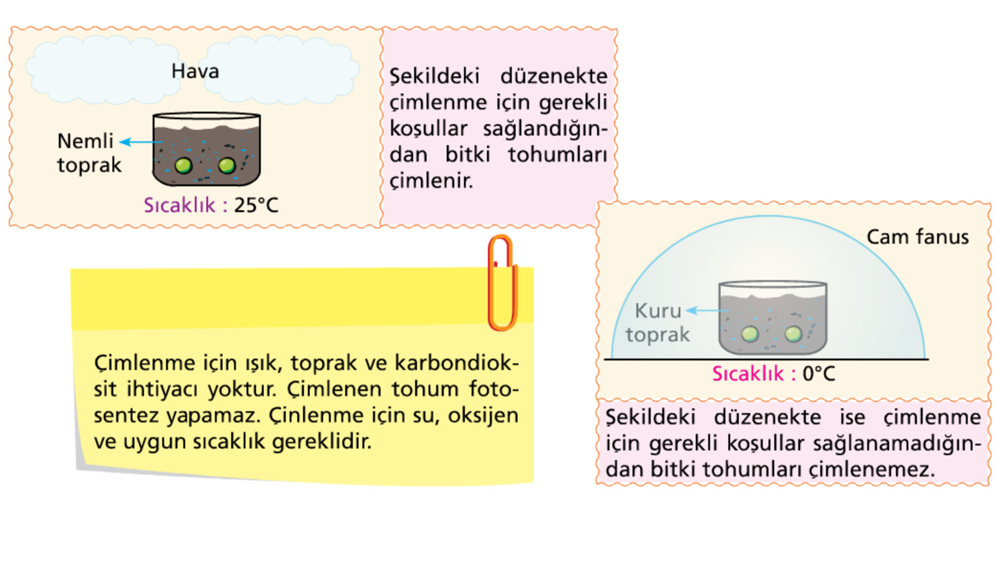 Hava
Nemli
toprak
Sıcaklık : 25°C
Şekildeki düzenekte
çimlenme için gerekli
koşullar sağlandığın-
dan bitki tohumları
çimlenir.
Çimlenme için ışık, toprak ve karbondiok-
sit ihtiyacı yoktur. Çimlenen tohum foto-
sentez yapamaz. Çinlenme için su, oksijen
ve uygun sıcaklık gereklidir.
Cam fanus
Kuru
toprak
Sıcaklık : 0°C
Şekildeki düzenekte ise çimlenme
için gerekli koşullar sağlanamadığın-
dan bitki tohumları çimlenemez.